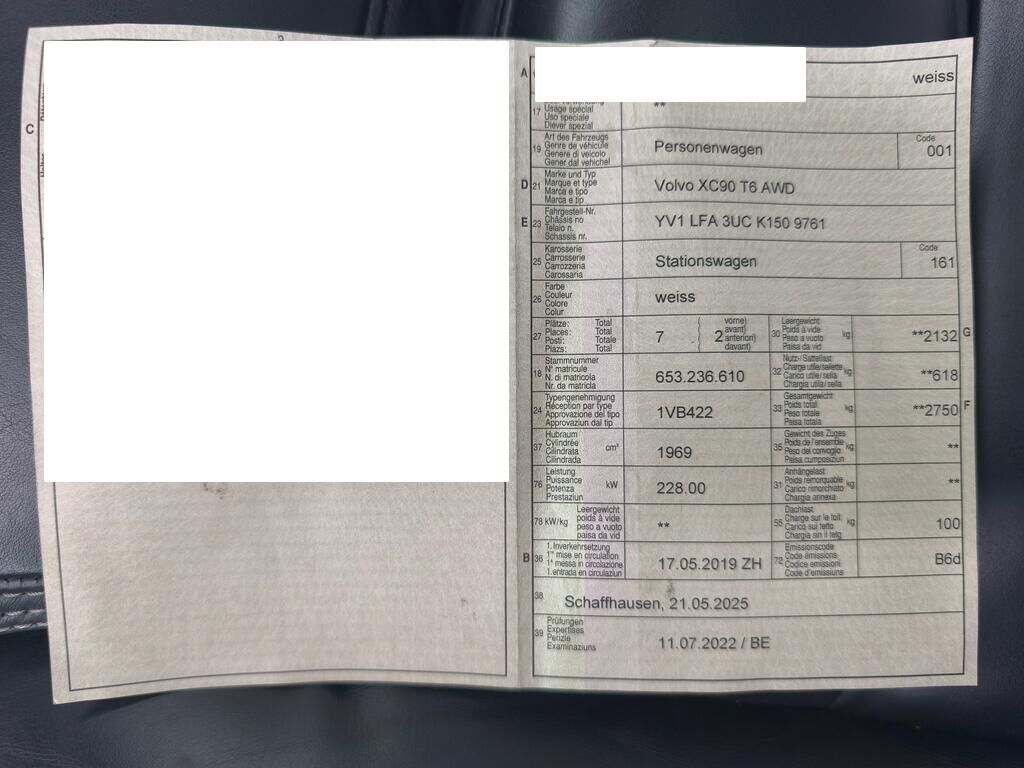 C
A
weiss
17
Usage special
Uso speciale
Diever spezial
**
19
Art des Fahrzeugs
Genre de véhicule
Genere di veicolo
Gener dal vehichel
Personenwagen
Code
001
D 21
Marke und Typ
Marque et type
Marca e tipo
Marca e tip
Volvo XC90 T6 AWD
E 23
Fahrgestell-Nr.
Châssis no
Telaio n.
Schassis nr.
YV1 LFA 3UC K150 9761
25
Karosserie
Carrosserie
Carrozzeria
Carossaria
Stationswagen
Code
161
26
Farbe
Couleur
Colore
Colur
weiss
27
Plätze: Total
Places: Total
Posti: Totale
Plazs: Total
7
( 2
vorne)
avant)
anteriori)
davant)
30
Leergewicht
Poids à vide
Peso a vuoto
Paisa da vid
kg
**2132 G
18
Stammnummer
N° matricule
N. di matricola
Nr. da matricla
653.236.610
32
Nutz-/Sattellast
Charge utile/sellette
Carico utile/sella
Chargia utila/sella
kg
**618
24
Typengenehmigung
Réception par type
Approvazione del tipo
Approvaziun dal tip
1VB422
33
Gesamtgewicht
Poids total
Peso totale
Paisa totala
kg
**2750 F
37
Hubraum
Cylindrée
Cilindrata
Cilindrada
cm³
1969
35
Gewicht des Zuges
Poids de l'ensemble
Peso del convoglio
Paisa cumposiziun
kg
**
76
Leistung
Puissance
Potenza
Prestaziun
kW
228.00
31
Anhängelast
Poids remorquable
Carico rimorchiato
Chargia annexa
kg
**
78 kW/kg
Leergewicht
poids à vide
peso a vuoto
paisa da vid
**
55
Dachlast
Charge sur le toit
Carico sul tetto
Chargia sin il tetg
kg
100
B 36
1. Inverkehrsetzung
1re mise en circulation
1a messa in circolazione
1. entrada en circulaziun
17.05.2019 ZH
72
Emissionscode
Code émissions
Codice emissioni
Code d'emissiuns
B6d
38
Schaffhausen, 21.05.2025
39
Prüfungen
Expertises
Perizie
Examinaziuns
11.07.2022 / BE